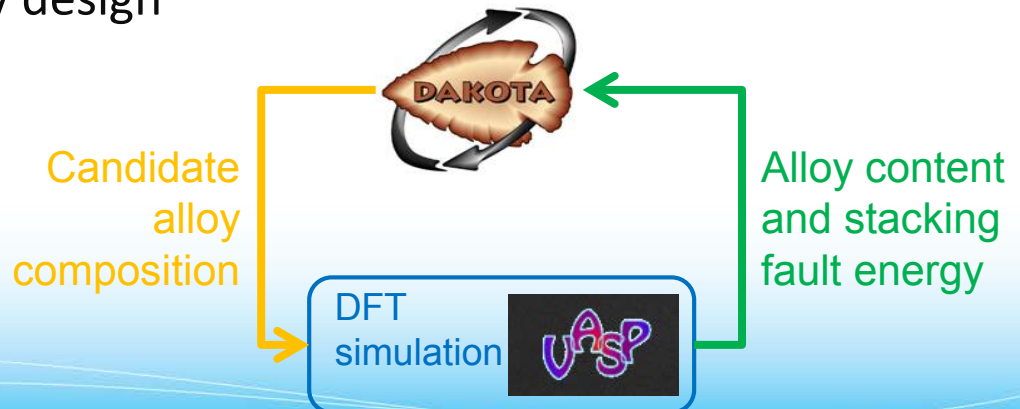 design
DAKOTA
Candidate
alloy
composition
Alloy content
and stacking
fault energy
DFT
simulation
VASP